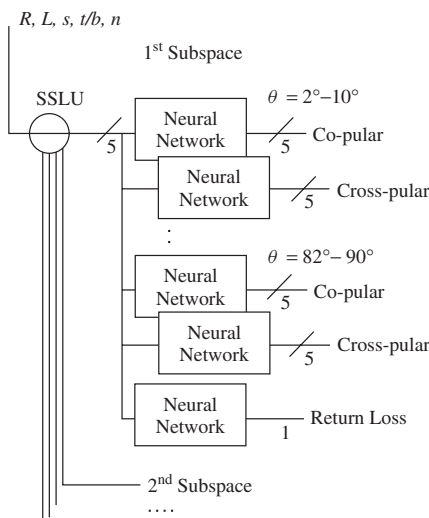 R, L, s, t/b, n
1st Subspace
SSLU
θ = 2°–10°
Neural
Network
5
5
Co-pular
Neural
Network
5
Cross-pular
:
θ = 82°– 90°
Neural
Network
5
Co-pular
Neural
Network
5
Cross-pular
Neural
Network
1
Return Loss
2nd Subspace
....